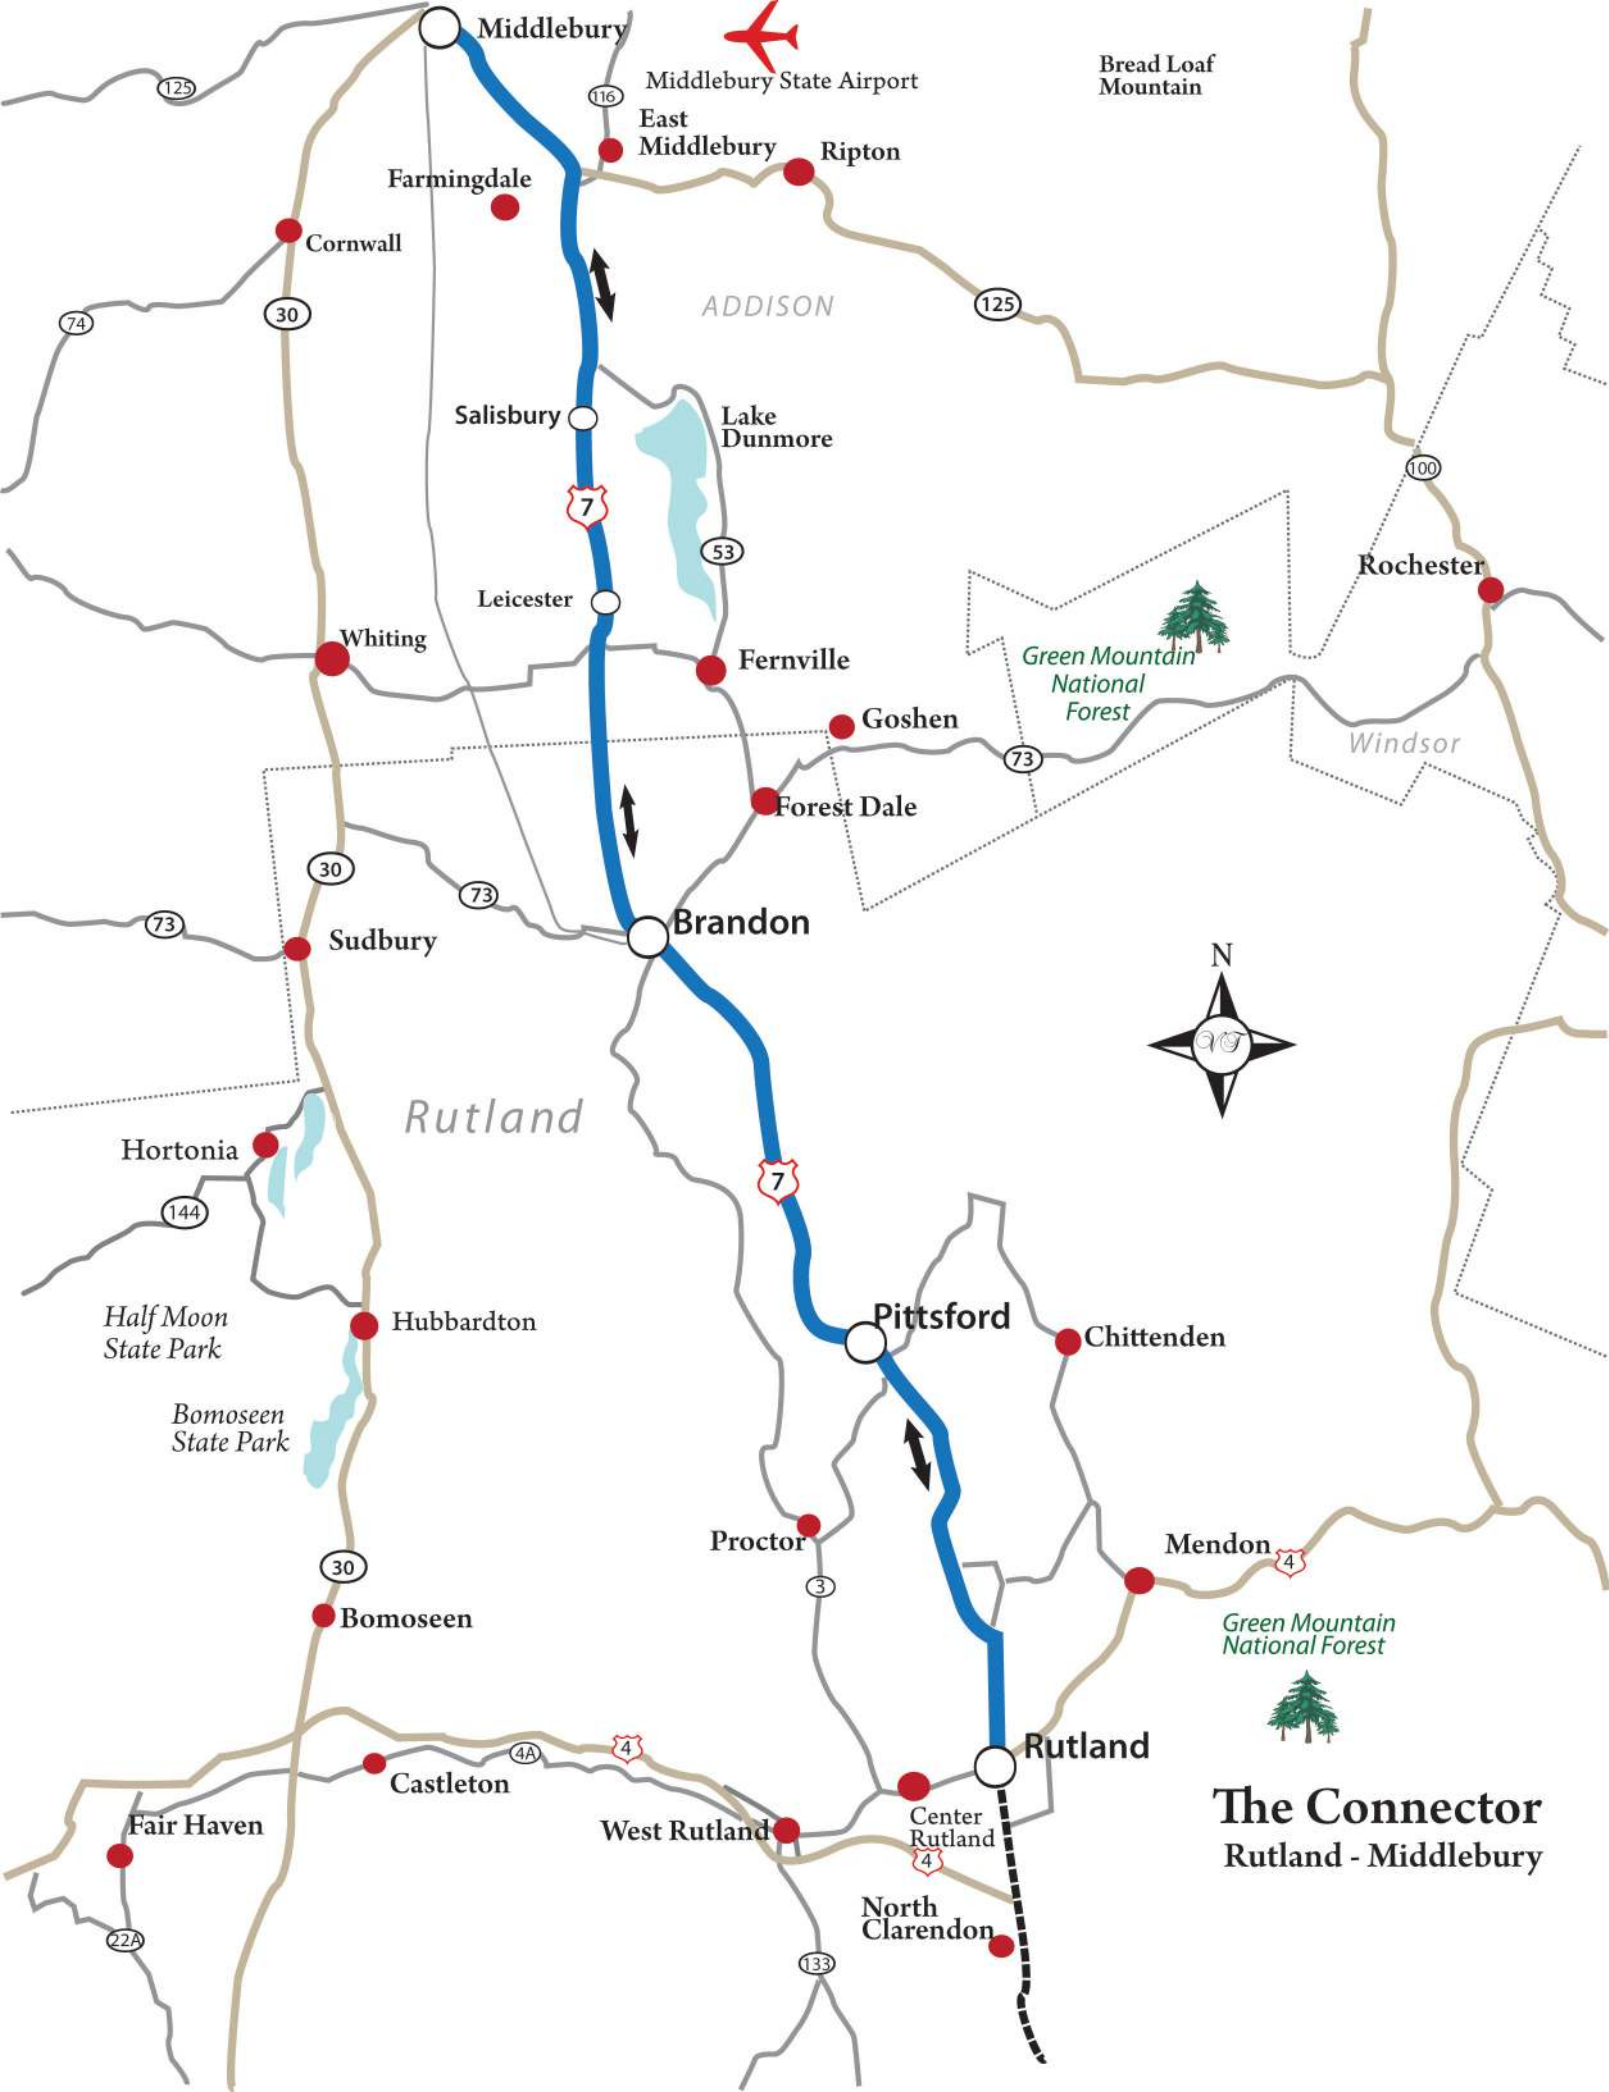 Middlebury
125
116
Middlebury State Airport
Bread Loaf
Mountain
East
Middlebury
Ripton
Farmingdale
Cornwall
30
74
ADDISON
125
Salisbury
Lake
Dunmore
7
100
53
Rochester
Leicester
Whiting
Fernville
Green Mountain
National
Forest
Goshen
73
Windsor
Forest Dale
30
73
73
Sudbury
Brandon
N
VT
Rutland
Hortonia
144
7
Half Moon
State Park
Hubbardton
Pittsford
Chittenden
Bomoseen
State Park
Proctor
Mendon
4
30
3
Bomoseen
Green Mountain
National Forest
Rutland
4
4A
Castleton
The Connector
Rutland - Middlebury
Fair Haven
West Rutland
Center
Rutland
4
North
Clarendon
22A
133